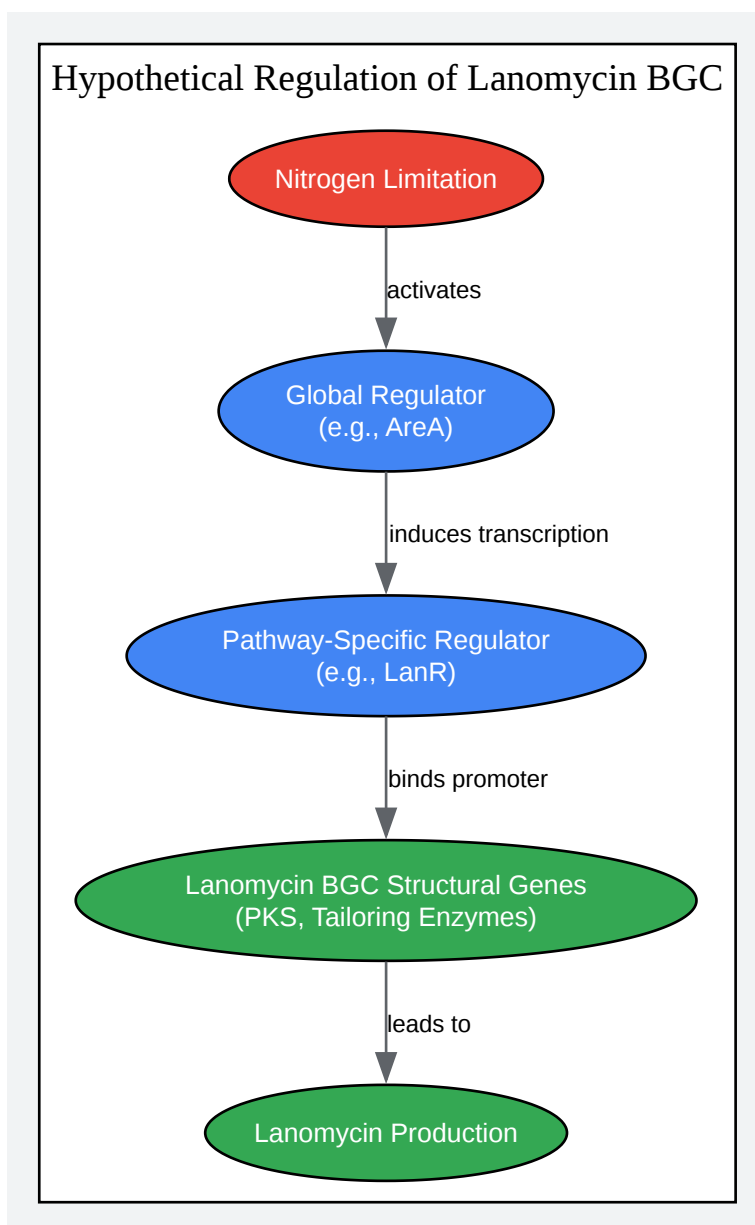 Hypothetical Regulation of Lanomycin BGC
Nitrogen Limitation
activates
Global Regulator
(e.g., AreA)
induces transcription
Pathway-Specific Regulator
(e.g., LanR)
binds promoter
Lanomycin BGC Structural Genes
(PKS, Tailoring Enzymes)
leads to
Lanomycin Production